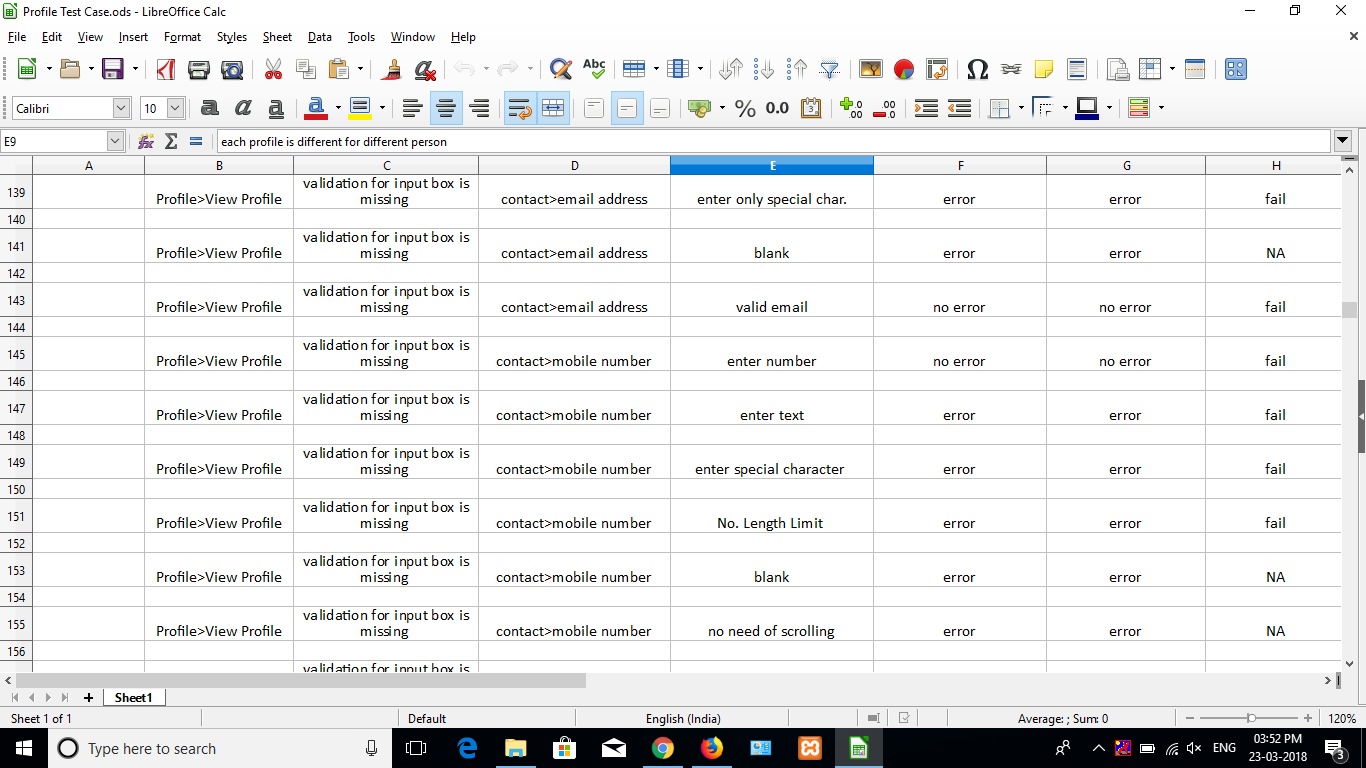 Profile Test Case.ods - LibreOffice Calc
File Edit View Insert Format Styles Sheet Data Tools Window Help
Abc
Calibri 10 a a a a % 0.0 .00 .00
E9 each profile is different for different person
A B C D E F G H
139 Profile>View Profile validation for input box is missing contact>email address enter only special char. error error fail
140
141 Profile>View Profile validation for input box is missing contact>email address blank error error NA
142
143 Profile>View Profile validation for input box is missing contact>email address valid email no error no error fail
144
145 Profile>View Profile validation for input box is missing contact>mobile number enter number no error no error fail
146
147 Profile>View Profile validation for input box is missing contact>mobile number enter text error error fail
148
149 Profile>View Profile validation for input box is missing contact>mobile number enter special character error error fail
150
151 Profile>View Profile validation for input box is missing contact>mobile number No. Length Limit error error fail
152
153 Profile>View Profile validation for input box is missing contact>mobile number blank error error NA
154
155 Profile>View Profile validation for input box is missing contact>mobile number no need of scrolling error error NA
156
validation for input box is
Sheet1
Sheet 1 of 1 Default English (India) Average: ; Sum: 0 120%
Type here to search ENG 03:52 PM
23-03-2018 3